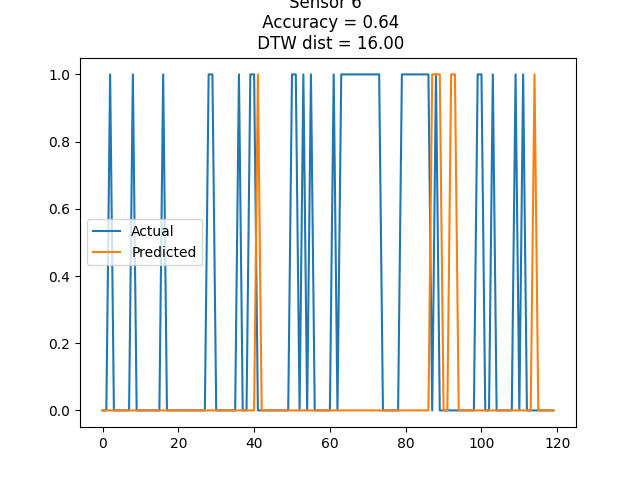 Sensor 6
Accuracy = 0.64
DTW dist = 16.00
1.0
0.8
0.6
0.4
0.2
0.0
Actual
Predicted
0 20 40 60 80 100 120